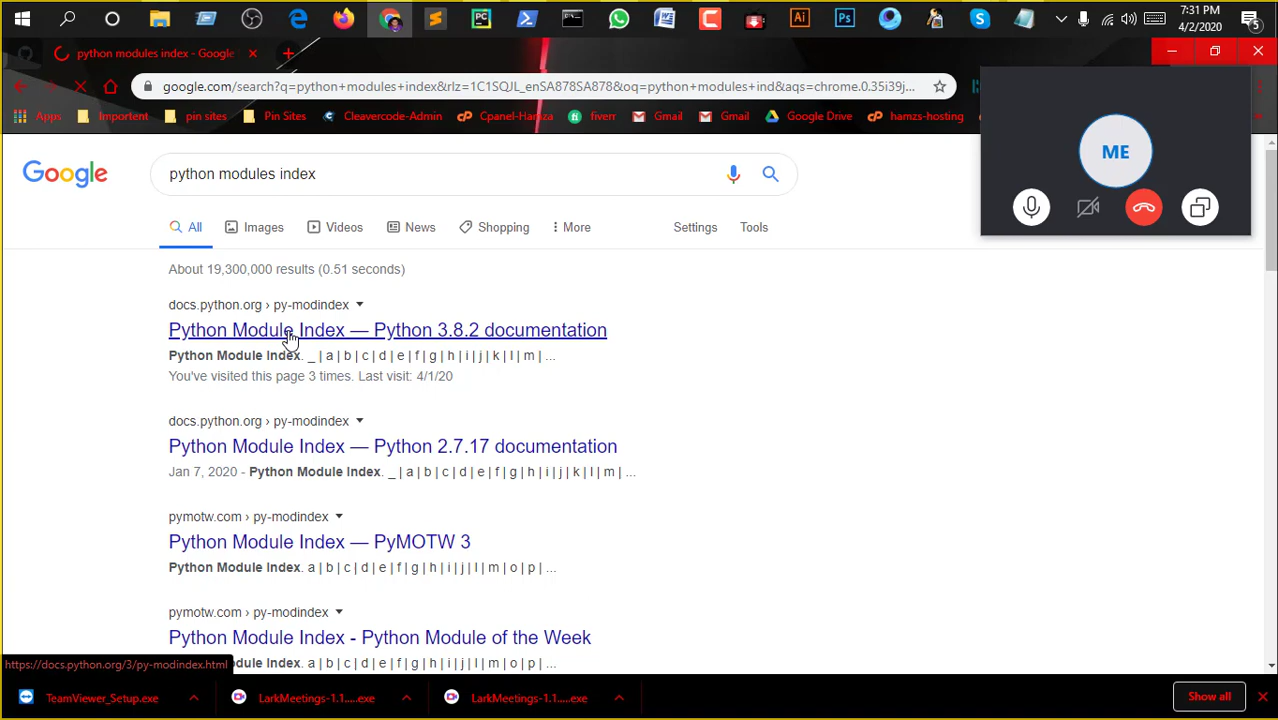 7:31 PM
4/2/2020
5
python modules index - Google
google.com/search?q=python+modules+index&rlz=1C1SQJL_enSA878SA878&oq=python+modules+ind&aqs=chrome.0.35i39j...
Apps
Importent
pin sites
Pin Sites
Cleavercode-Admin
Cpanel-Hamza
fiverr
Gmail
Gmail
Google Drive
hamzs-hosting
ME
Google
python modules index
All
Images
Videos
News
Shopping
More
Settings
Tools
About 19,300,000 results (0.51 seconds)
docs.python.org › py-modindex
Python Module Index — Python 3.8.2 documentation
Python Module Index. _ | a | b | c | d | e | f | g | h | i | j | k | l | m | ...
You've visited this page 3 times. Last visit: 4/1/20
docs.python.org › py-modindex
Python Module Index — Python 2.7.17 documentation
Jan 7, 2020 - Python Module Index. _ | a | b | c | d | e | f | g | h | i | j | k | l | m | ...
pymotw.com › py-modindex
Python Module Index — PyMOTW 3
Python Module Index. a | b | c | d | e | f | g | h | i | j | l | m | o | p | ...
pymotw.com › py-modindex
Python Module Index - Python Module of the Week
dule Index. a | b | c | d | e | f | g | h | i | j | l | m | o | p | ...
https://docs.python.org/3/py-modindex.html
TeamViewer_Setup.exe
LarkMeetings-1.1.....exe
LarkMeetings-1.1.....exe
Show all